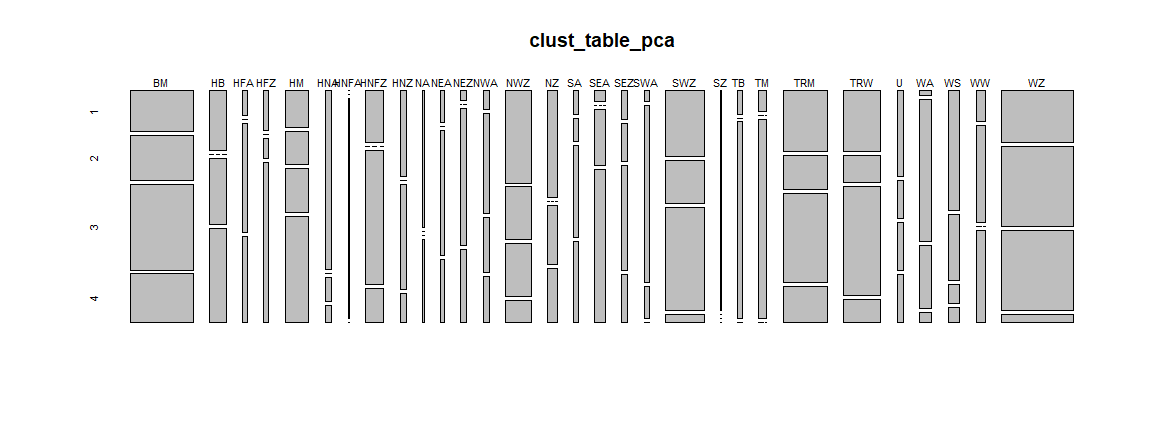 clust_table_pca
BM HB HFA HFZ HM HNA HNFA HNFZ HNZ NA NEA NEZ NWA NWZ NZ SA SEA SEZ SWA SWZ SZ TB TM TRM TRW U WA WS WW WZ
1
2
3
4